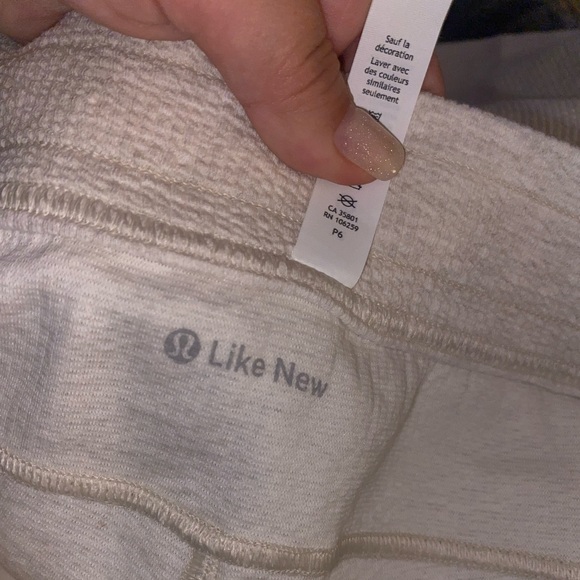 Sauf la
décoration
Laver avec
des couleurs
similaires
seulement
CA 35801
RN 106259
P6
Like New